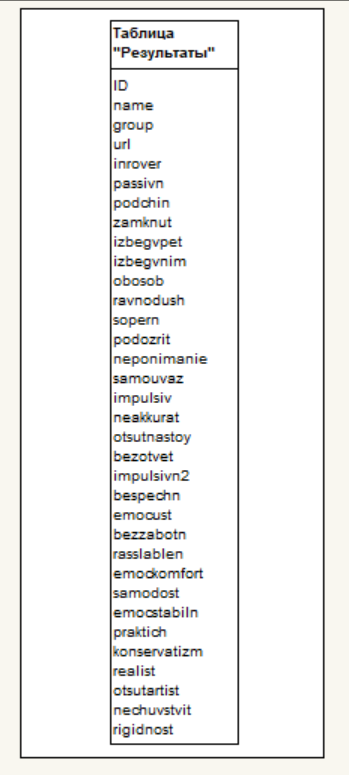 Таблица
"Результаты"
ID
name
group
url
inrover
passivn
podchin
zamknut
izbegvpet
izbegvnim
obosob
ravnodush
sopern
podozrit
neponimanie
samouvaz
impulsiv
neakkurat
otsutnastoy
bezotvet
impulsivn2
bespechn
emocust
bezzabotn
rasslablen
emockomfort
samodost
emocstabiln
praktich
konservatizm
realist
otsutartist
nechuvstvit
rigidnost